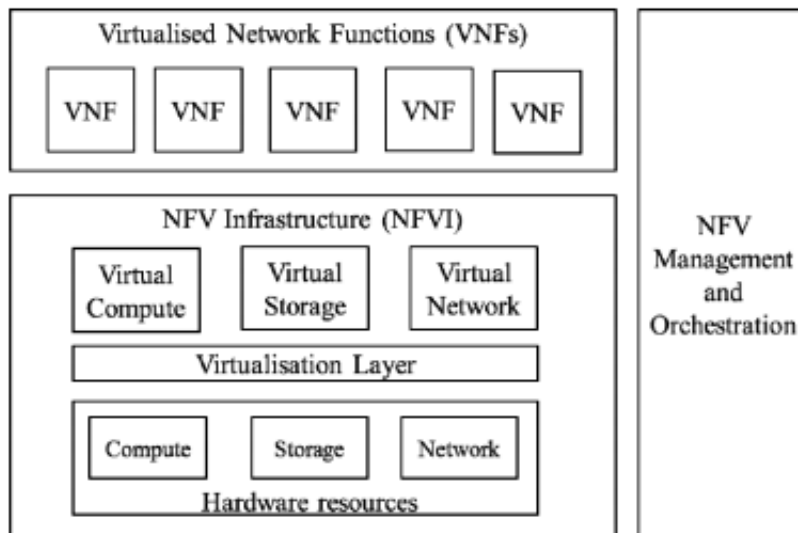 Virtualised Network Functions (VNFs)
VNF
VNF
VNF
VNF
VNF
NFV Infrastructure (NFVI)
Virtual
Compute
Virtual
Storage
Virtual
Network
Virtualisation Layer
Compute
Storage
Network
Hardware resources
NFV
Management
and
Orchestration